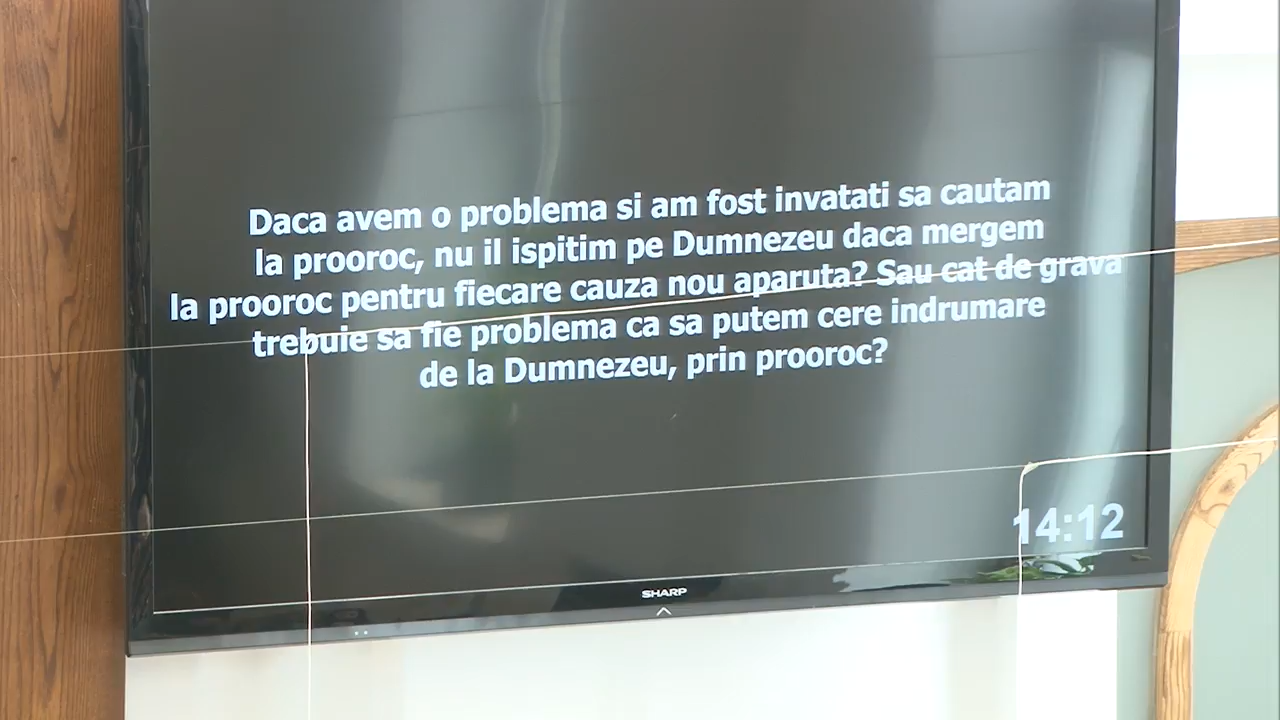 Daca avem o problema si am fost invatati sa cautam
la prooroc, nu il ispitim pe Dumnezeu daca mergem
la prooroc pentru fiecare cauza nou aparuta? Sau cat de grava
trebuie sa fie problema ca sa putem cere indrumare
de la Dumnezeu, prin prooroc?
14:12
SHARP